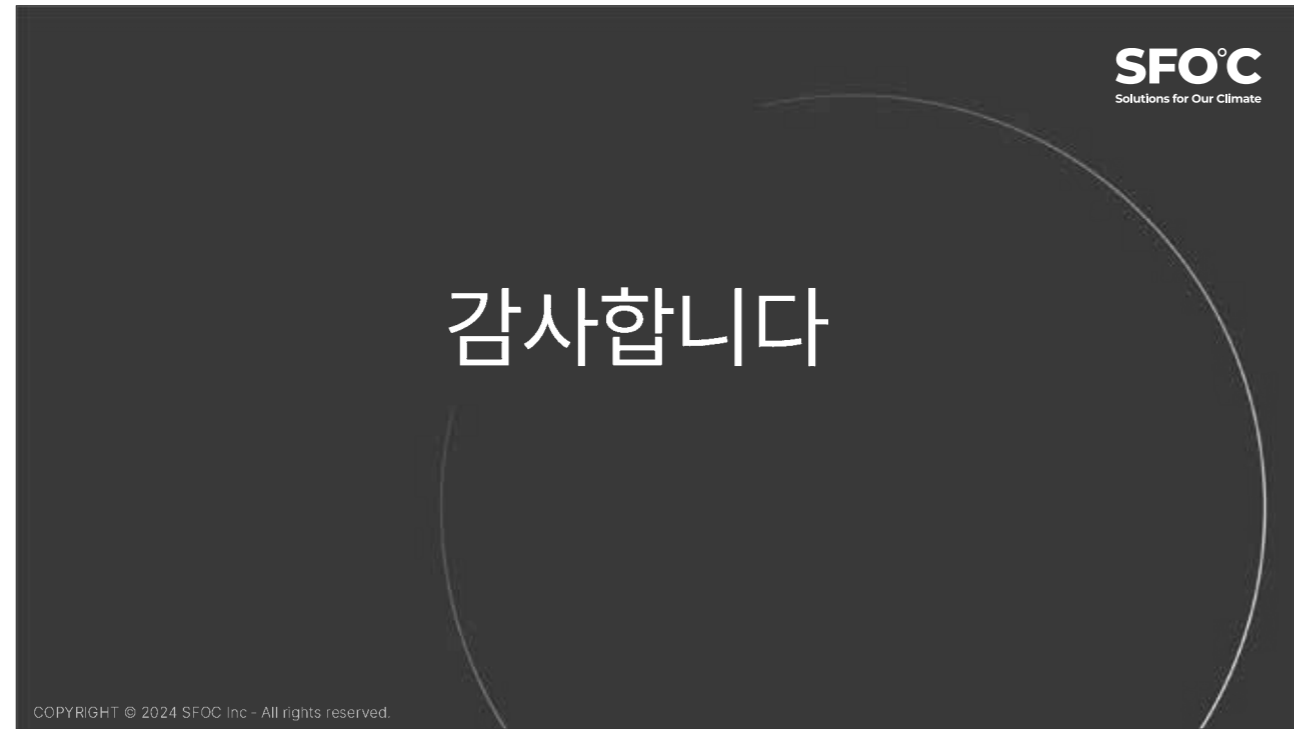 SFO°C
Solutions for Our Climate
감사합니다
COPYRIGHT © 2024 SFOC Inc - All rights reserved.